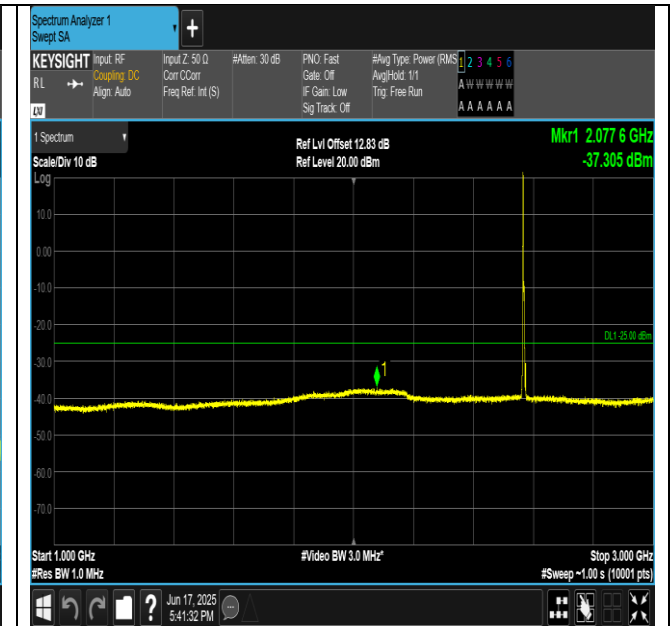 Spectrum Analyzer 1
Swept SA
+
KEYSIGHT
RL
LXI
Input: RF
Coupling: DC
Align: Auto
Input Z: 50 Ω
Corr CCorr
Freq Ref: Int (S)
#Atten: 30 dB
PNO: Fast
Gate: Off
IF Gain: Low
Sig Track: Off
#Avg Type: Power (RMS
Avg|Hold: 1/1
Trig: Free Run
1 2 3 4 5 6
A W W W W W
A A A A A A
1 Spectrum
Scale/Div 10 dB
Log
Ref Lvl Offset 12.83 dB
Ref Level 20.00 dBm
Mkr1 2.077 6 GHz
-37.305 dBm
10.0
0.00
-10.0
-20.0
DL1 -25.00 dBm
-30.0
1
-40.0
-50.0
-60.0
-70.0
Start 1.000 GHz
#Res BW 1.0 MHz
#Video BW 3.0 MHz*
Stop 3.000 GHz
#Sweep ~1.00 s (10001 pts)
?
Jun 17, 2025
5:41:32 PM